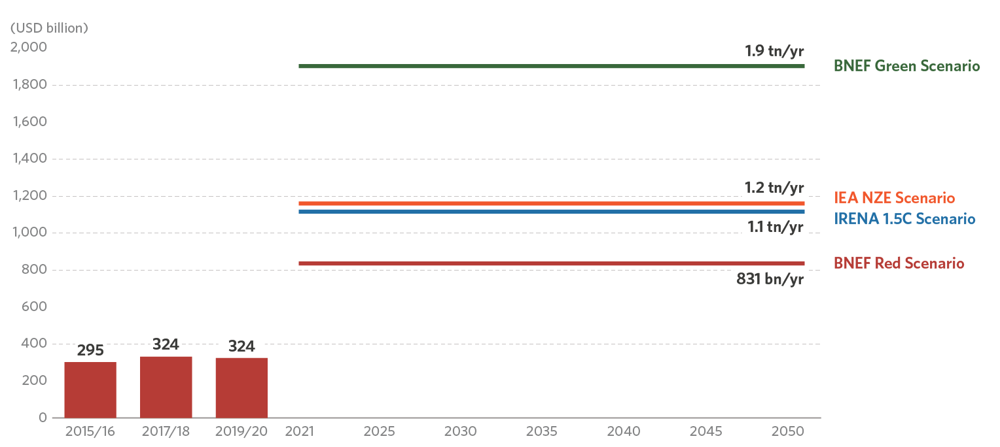 (USD billion)
2,000
1.9 tn/yr
BNEF Green Scenario
1,800
1,600
1,400
1.2 tn/yr
1,200
IEA NZE Scenario
IRENA 1.5C Scenario
1.1 tn/yr
1,000
BNEF Red Scenario
800
831 bn/yr
600
400
295
324
324
200
0
2015/16 2017/18 2019/20 2021 2025 2030 2035 2040 2045 2050